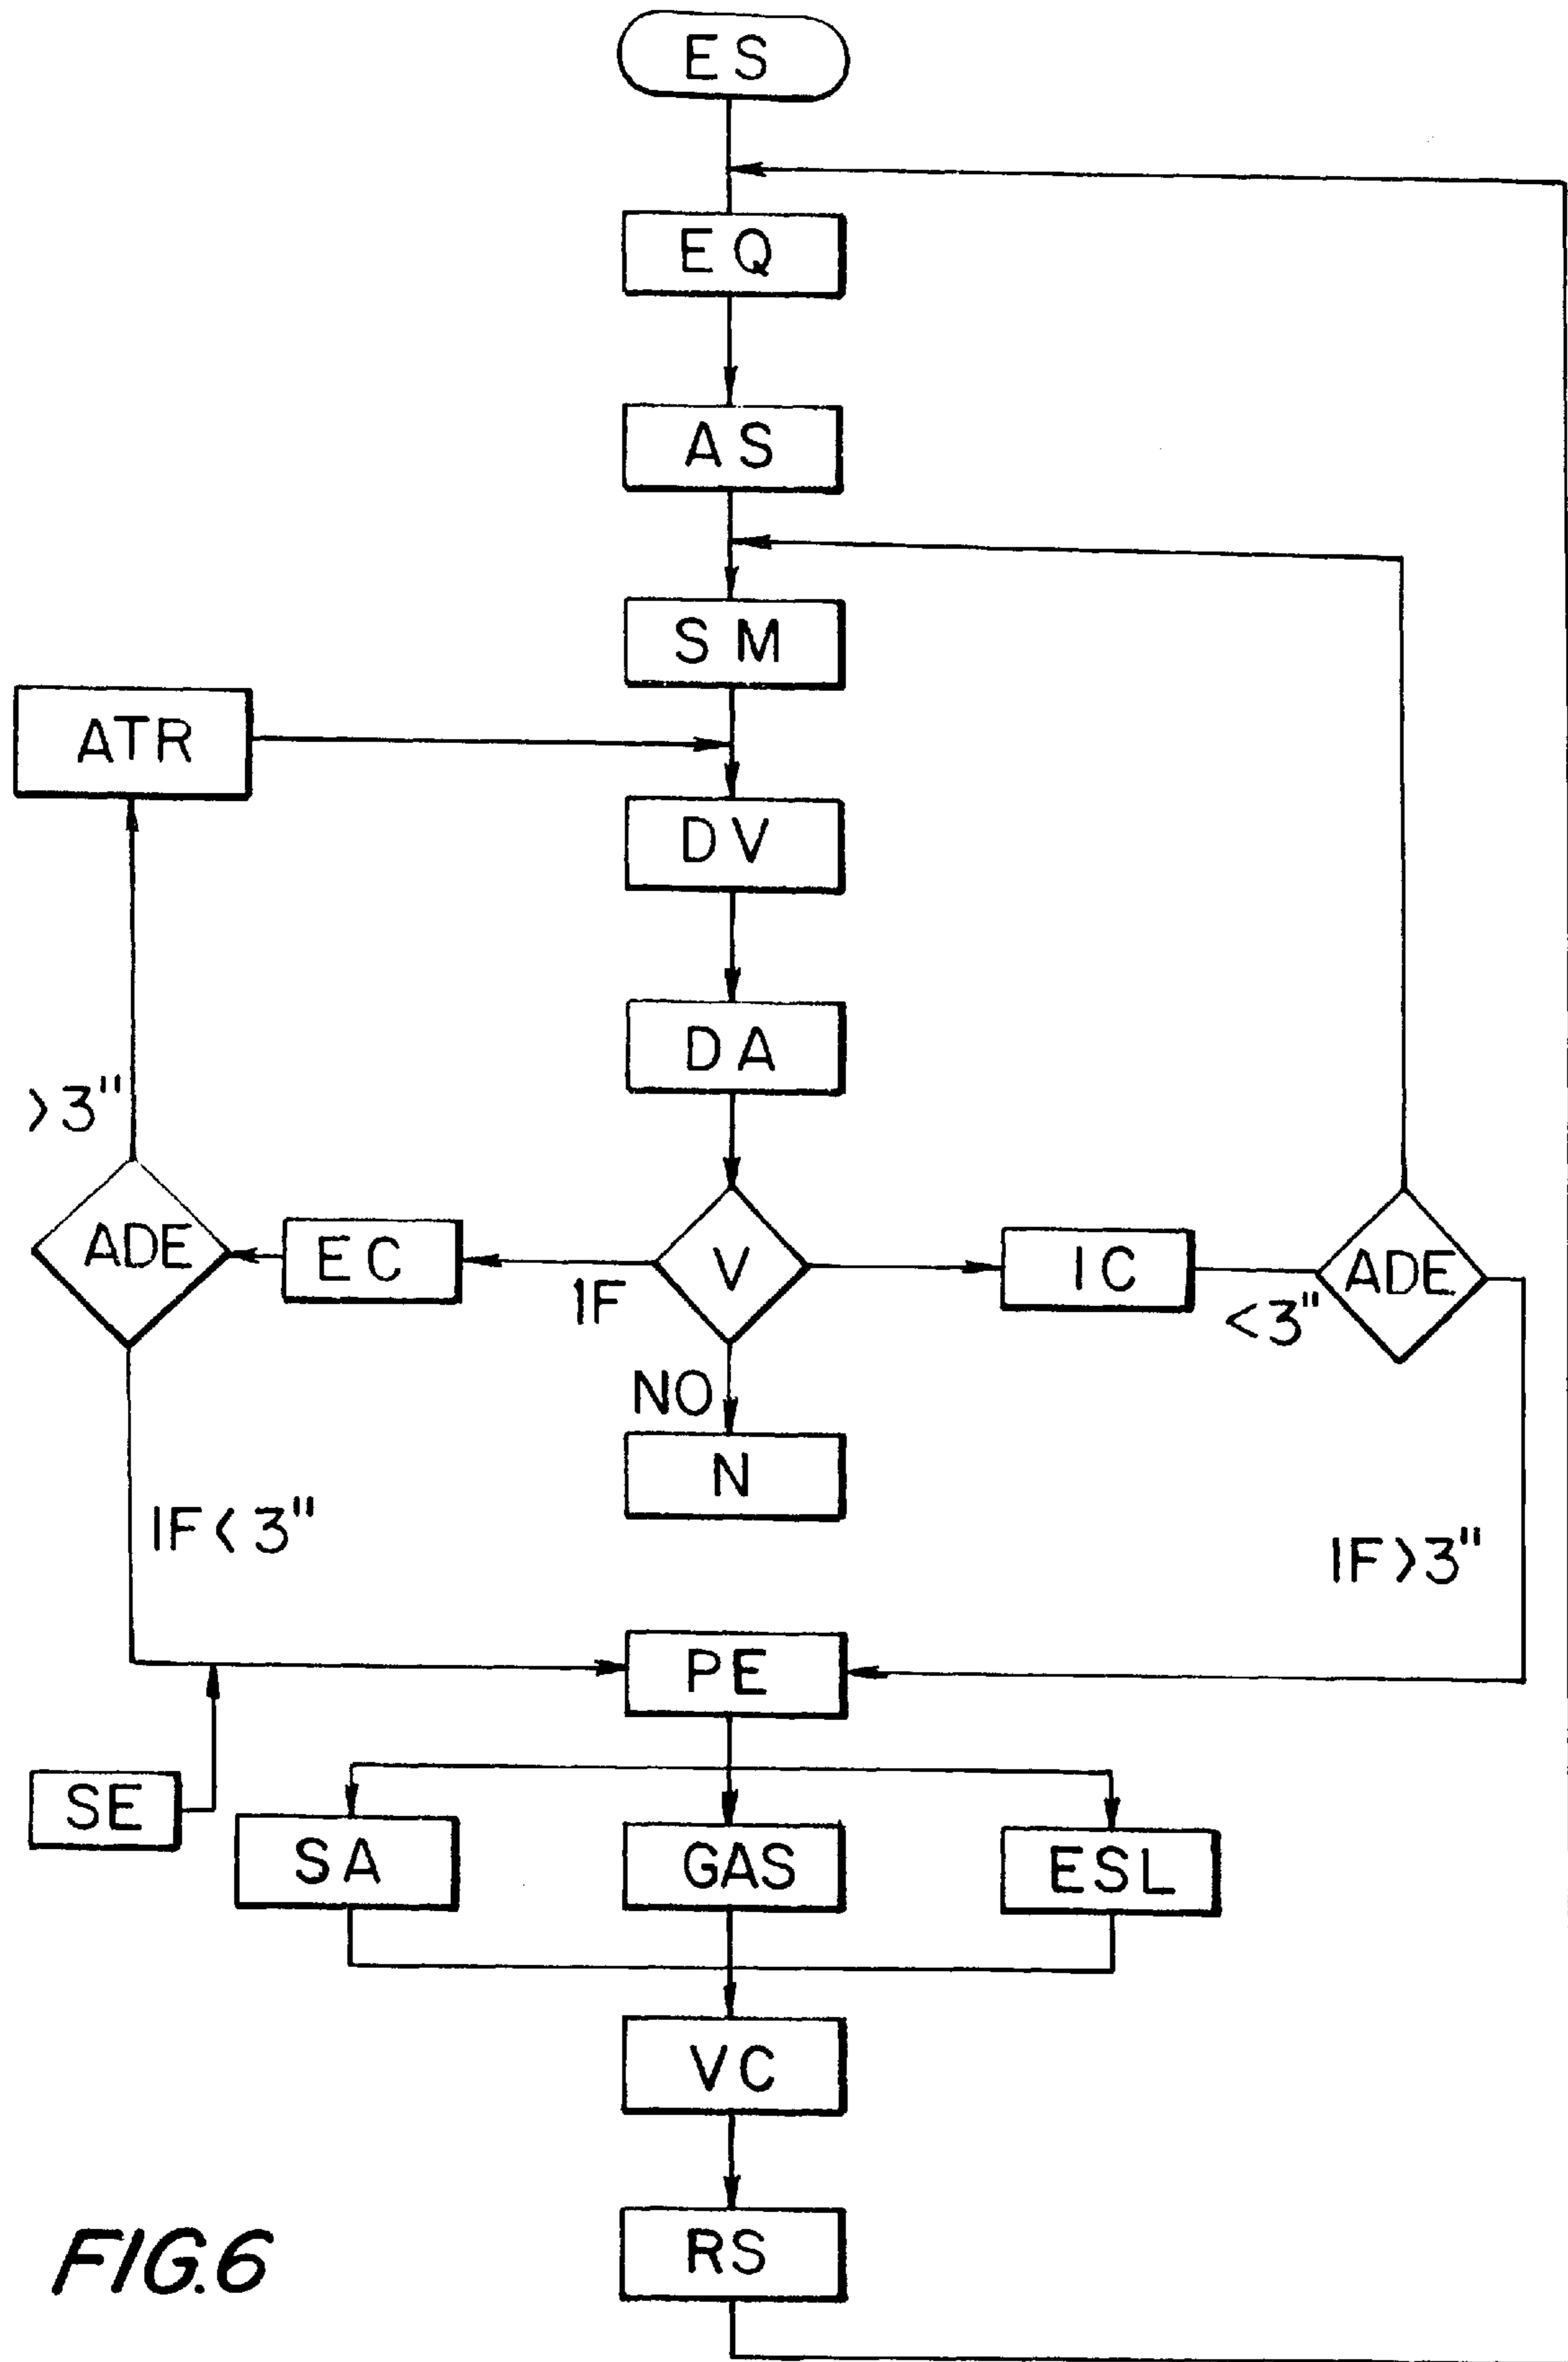 ES
EQ
AS
SM
ATR
DV
DA
>3"
ADE
EC
IF
V
IC
<3"
ADE
NO
N
IF<3"
IF>3"
PE
SE
SA
GAS
ESL
VC
RS
FIG.6